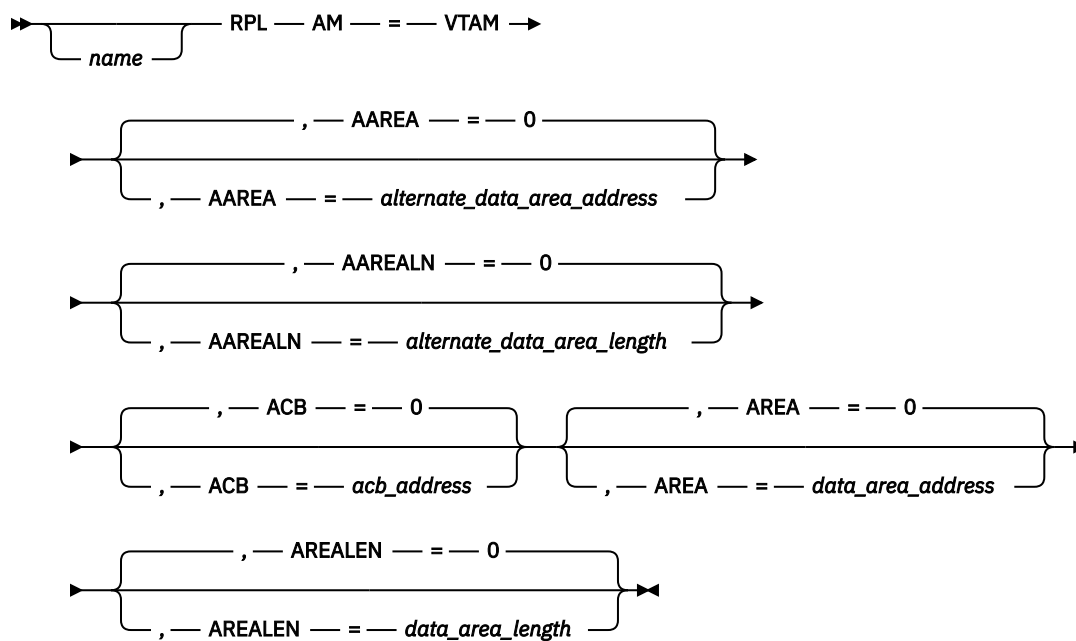 RPL AM = VTAM
name
, AAREA = 0
, AAREA = alternate_data_area_address
, AAREALN = 0
, AAREALN = alternate_data_area_length
, ACB = 0 , AREA = 0
, ACB = acb_address , AREA = data_area_address
, AREALEN = 0
, AREALEN = data_area_length